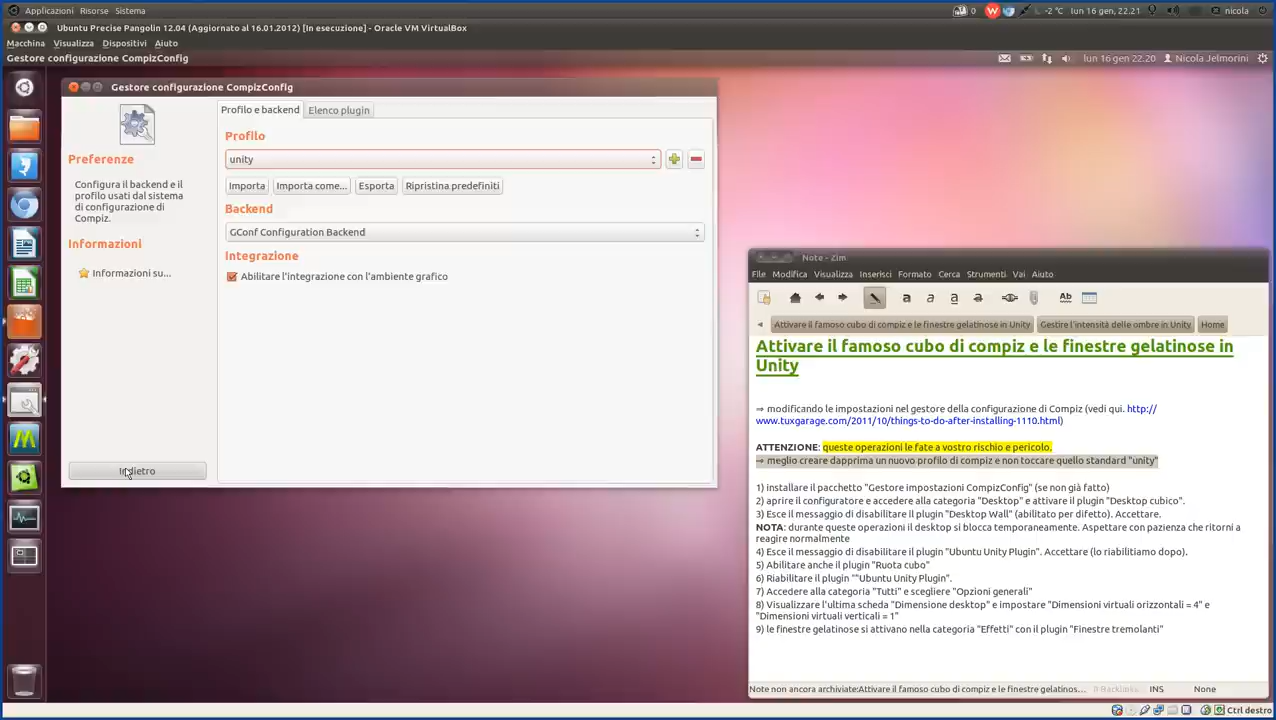 Applicazioni Risorse Sistema
0
-2 °C
lun 16 gen, 22.21
nicola
Ubuntu Precise Pangolin 12.04 (Aggiornato al 16.01.2012) [In esecuzione] - Oracle VM VirtualBox
Macchina Visualizza Dispositivi Aiuto
Gestore configurazione CompizConfig
lun 16 gen 22.20
Nicola Jelmorini
Gestore configurazione CompizConfig
Preferenze
Configura il backend e il
profilo usati dal sistema
di configurazione di
Compiz.
Informazioni
Informazioni su...
Indietro
Profilo e backend
Elenco plugin
Profilo
unity
Importa
Importa come...
Esporta
Ripristina predefiniti
Backend
GConf Configuration Backend
Integrazione
Abilitare l'integrazione con l'ambiente grafico
Note - Zim
File Modifica Visualizza Inserisci Formato Cerca Strumenti Vai Aiuto
a a a a
Ab
Attivare il famoso cubo di compiz e le finestre gelatinose in Unity
Gestire l'intensità delle ombre in Unity
Home
Attivare il famoso cubo di compiz e le finestre gelatinose in
Unity
⇒ modificando le impostazioni nel gestore della configurazione di Compiz (vedi qui. http://
www.tuxgarage.com/2011/10/things-to-do-after-installing-1110.html)
ATTENZIONE: queste operazioni le fate a vostro rischio e pericolo.
⇒ meglio creare dapprima un nuovo profilo di compiz e non toccare quello standard "unity"
1) installare il pacchetto "Gestore impostazioni CompizConfig" (se non già fatto)
2) aprire il configuratore e accedere alla categoria "Desktop" e attivare il plugin "Desktop cubico".
3) Esce il messaggio di disabilitare il plugin "Desktop Wall" (abilitato per difetto). Accettare.
NOTA: durante queste operazioni il desktop si blocca temporaneamente. Aspettare con pazienza che ritorni a
reagire normalmente
4) Esce il messaggio di disabilitare il plugin "Ubuntu Unity Plugin". Accettare (lo riabilitiamo dopo).
5) Abilitare anche il plugin "Ruota cubo"
6) Riabilitare il plugin ""Ubuntu Unity Plugin".
7) Accedere alla categoria "Tutti" e scegliere "Opzioni generali"
8) Visualizzare l'ultima scheda "Dimensione desktop" e impostare "Dimensioni virtuali orizzontali = 4" e
"Dimensioni virtuali verticali = 1"
9) le finestre gelatinose si attivano nella categoria "Effetti" con il plugin "Finestre tremolanti"
Note non ancora archiviate:Attivare il famoso cubo di compiz e le finestre gelatinos...
0 Backlinks...
INS
None
Ctrl destro